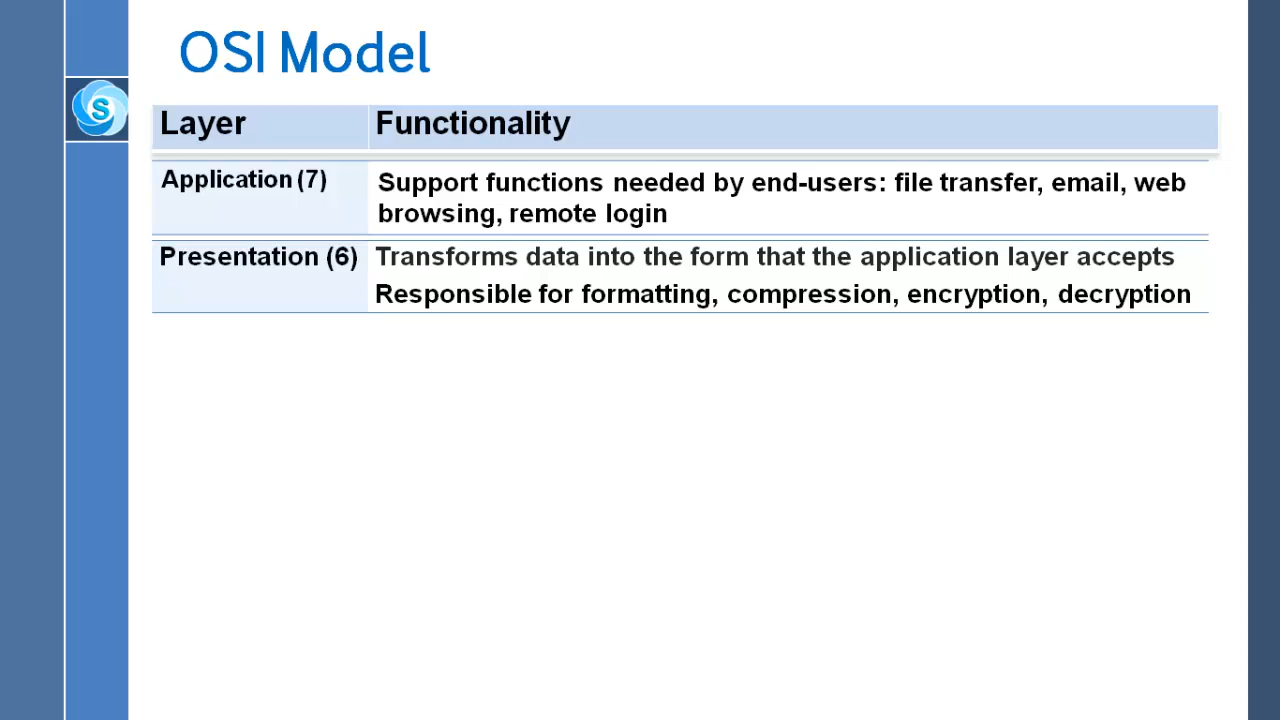 OSI Model
S
Layer Functionality
Application (7) Support functions needed by end-users: file transfer, email, web
browsing, remote login
Presentation (6) Transforms data into the form that the application layer accepts
Responsible for formatting, compression, encryption, decryption